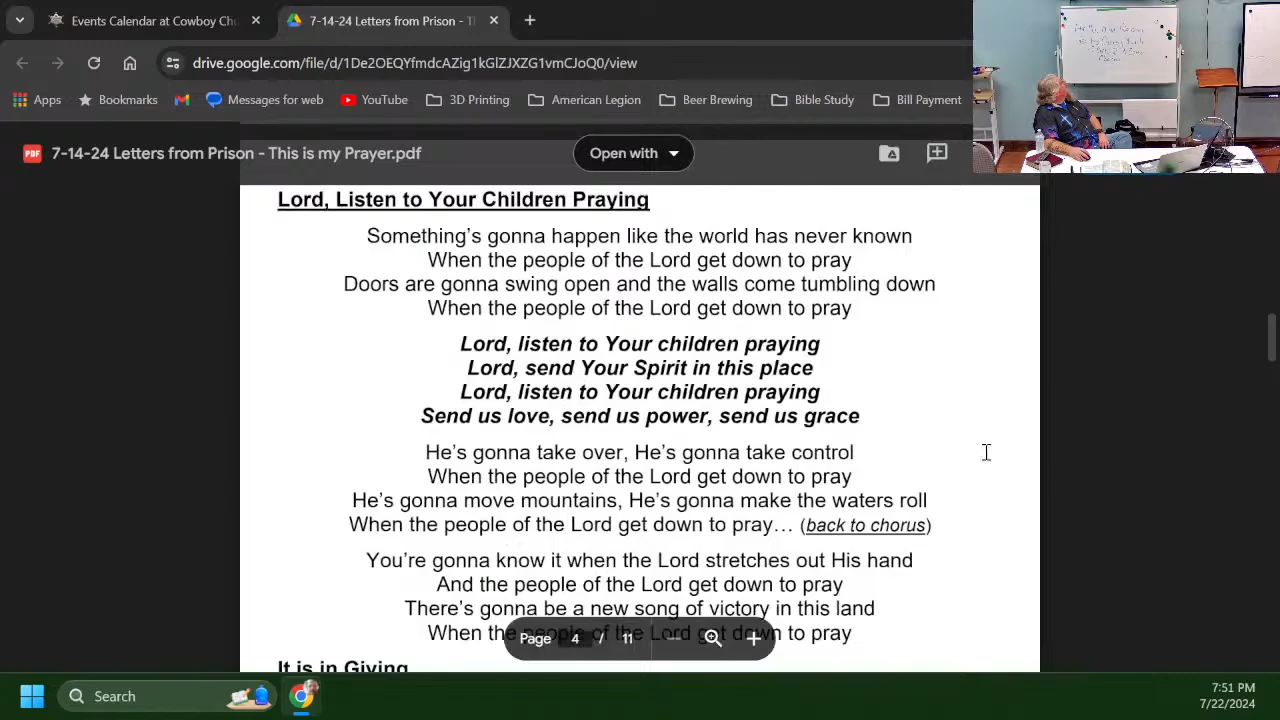 Events Calendar at Cowboy Chu
7-14-24 Letters from Prison - Th
drive.google.com/file/d/1De2OEQYfmdrAZig1kGlZJXZG1vmCJoQ0/view
Apps
Bookmarks
Messages for web
YouTube
3D Printing
American Legion
Beer Brewing
Bible Study
Bill Payment
PDF
7-14-24 Letters from Prison - This is my Prayer.pdf
Open with
Lord, Listen to Your Children Praying
Something's gonna happen like the world has never known
When the people of the Lord get down to pray
Doors are gonna swing open and the walls come tumbling down
When the people of the Lord get down to pray
Lord, listen to Your children praying
Lord, send Your Spirit in this place
Lord, listen to Your children praying
Send us love, send us power, send us grace
He's gonna take over, He's gonna take control
When the people of the Lord get down to pray
He's gonna move mountains, He's gonna make the waters roll
When the people of the Lord get down to pray… (back to chorus)
You're gonna know it when the Lord stretches out His hand
And the people of the Lord get down to pray
There's gonna be a new song of victory in this land
When the people of the Lord get down to pray
Page 4 / 11
It is in Giving
Search
7:51 PM
7/22/2024